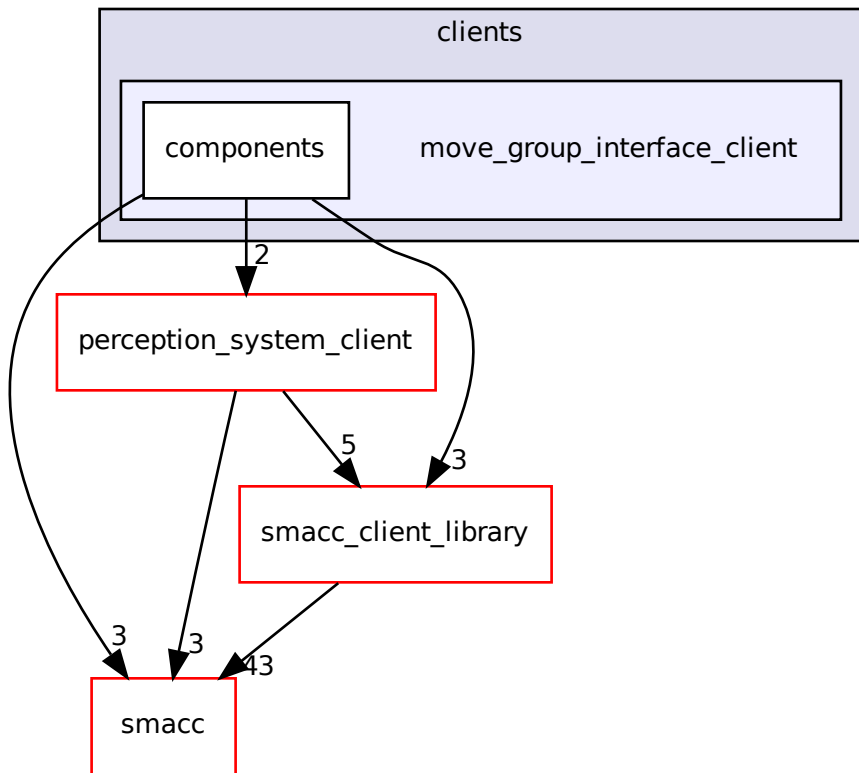 clients
components
move_group_interface_client
2
perception_system_client
5
3
smacc_client_library
3
3
43
smacc